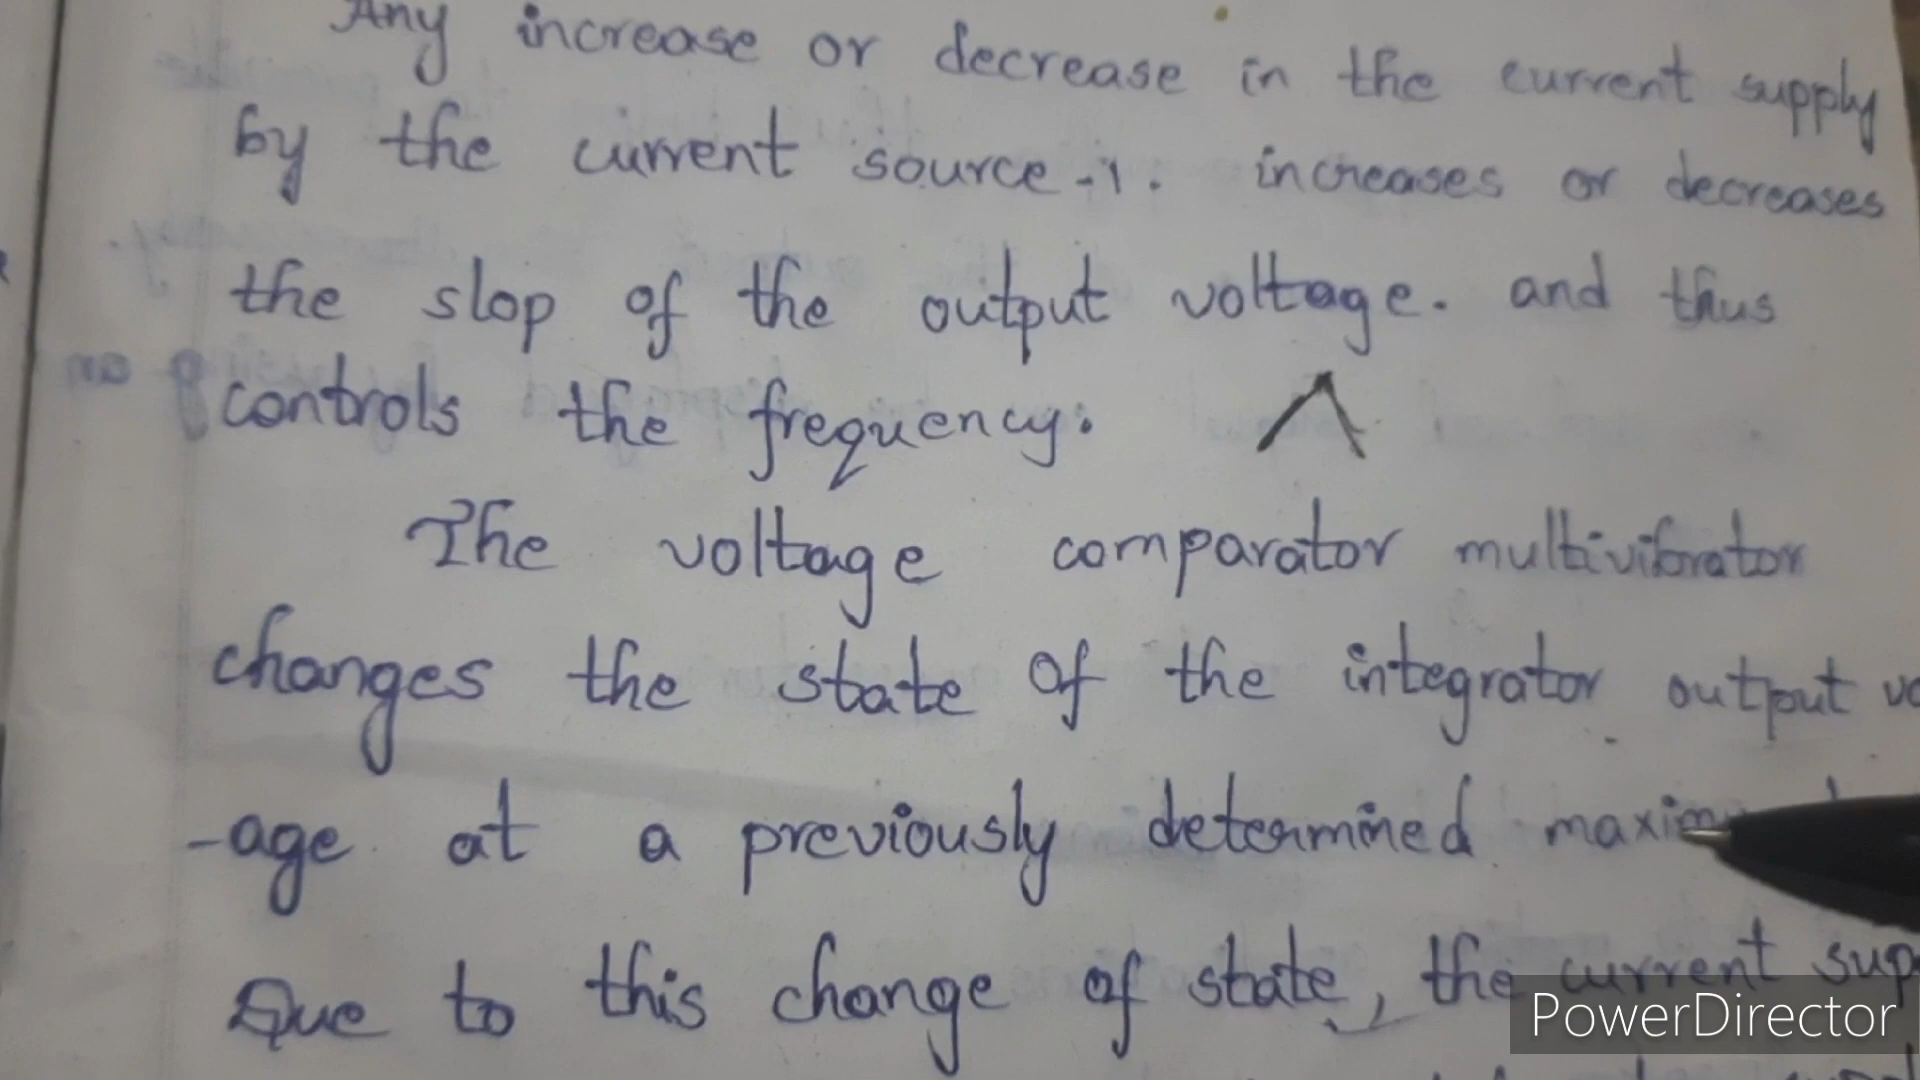 Any increase or decrease in the current supply
by the current source -1. increases or decreases
the slop of the output voltage. and thus
controls the frequency.
The voltage comparator multivibrator
changes the state of the integrator output
-age at a previously determined
Due to this change of state, the current
PowerDirector